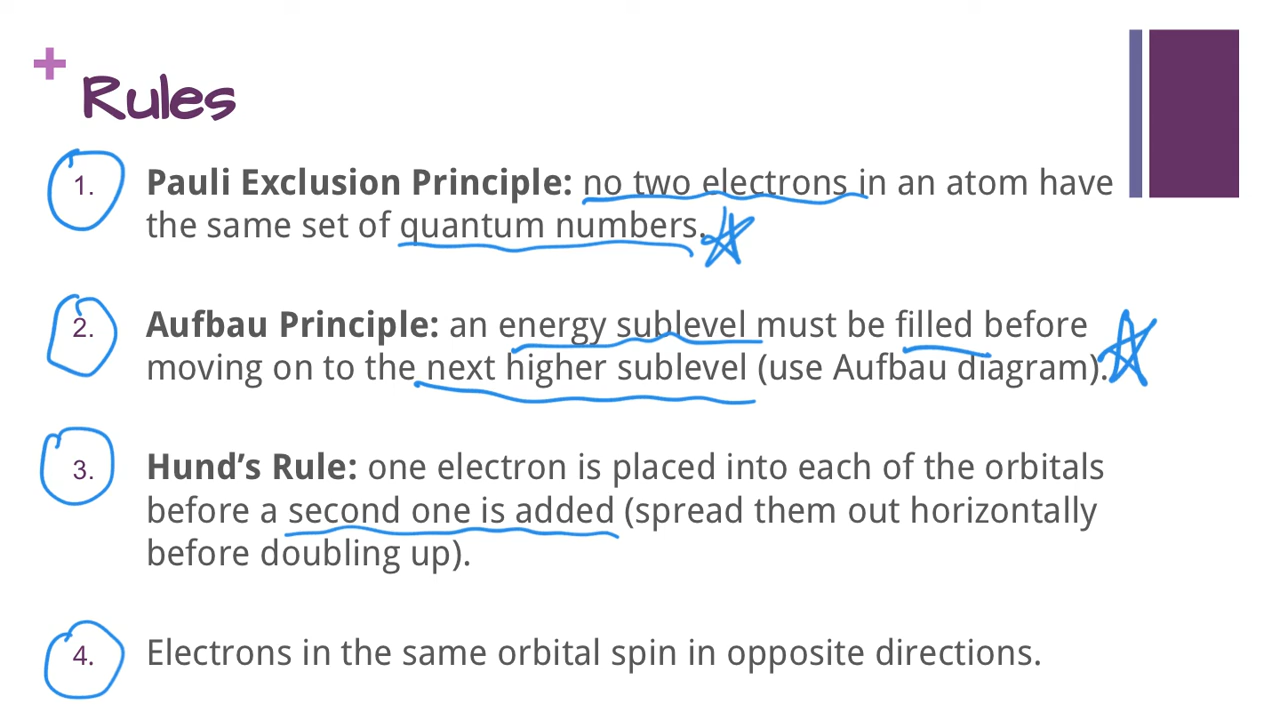 +
Rules
1. Pauli Exclusion Principle: no two electrons in an atom have
the same set of quantum numbers.
2. Aufbau Principle: an energy sublevel must be filled before
moving on to the next higher sublevel (use Aufbau diagram).
3. Hund’s Rule: one electron is placed into each of the orbitals
before a second one is added (spread them out horizontally
before doubling up).
4. Electrons in the same orbital spin in opposite directions.